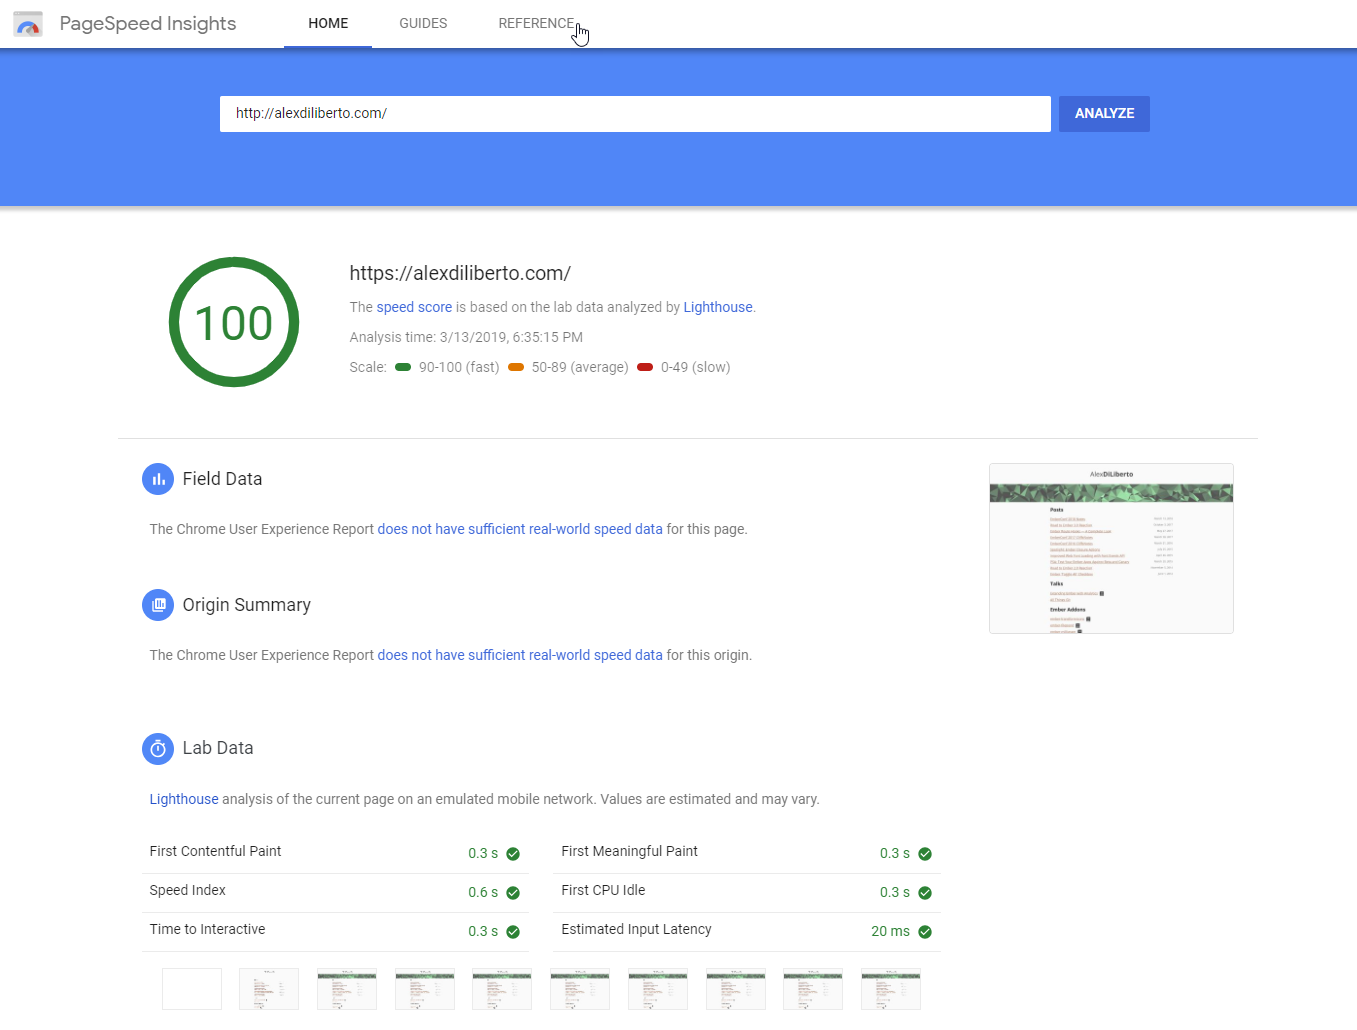 PageSpeed Insights
HOME
GUIDES
REFERENCE
http://alexdiliberto.com/
ANALYZE
100
https://alexdiliberto.com/
The speed score is based on the lab data analyzed by Lighthouse.
Analysis time: 3/13/2019, 6:35:15 PM
Scale: 90-100 (fast) 50-89 (average) 0-49 (slow)
Field Data
The Chrome User Experience Report does not have sufficient real-world speed data for this page.
AlexDiLiberto
Posts
Talks
Ember Addons
Origin Summary
The Chrome User Experience Report does not have sufficient real-world speed data for this origin.
Lab Data
Lighthouse analysis of the current page on an emulated mobile network. Values are estimated and may vary.
First Contentful Paint 0.3 s
First Meaningful Paint 0.3 s
Speed Index 0.6 s
First CPU Idle 0.3 s
Time to Interactive 0.3 s
Estimated Input Latency 20 ms